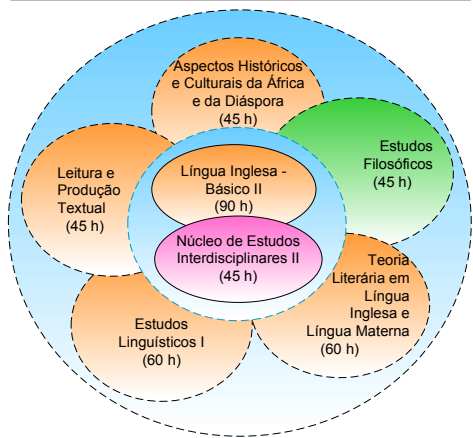 Aspectos Históricos
e Culturais da África
e da Diáspora
(45 h)
Estudos
Filosóficos
(45 h)
Leitura e
Produção
Textual
(45 h)
Língua Inglesa -
Básico II
(90 h)
Núcleo de Estudos
Interdisciplinares II
(45 h)
Teoria
Literária em
Língua
Inglesa e
Língua Materna
(60 h)
Estudos
Linguísticos I
(60 h)